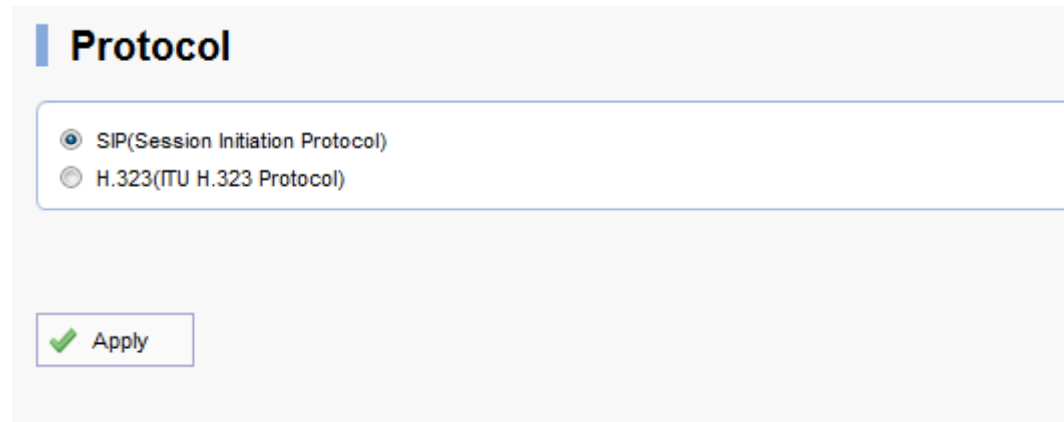 Protocol
SIP(Session Initiation Protocol)
H.323(ITU H.323 Protocol)
Apply